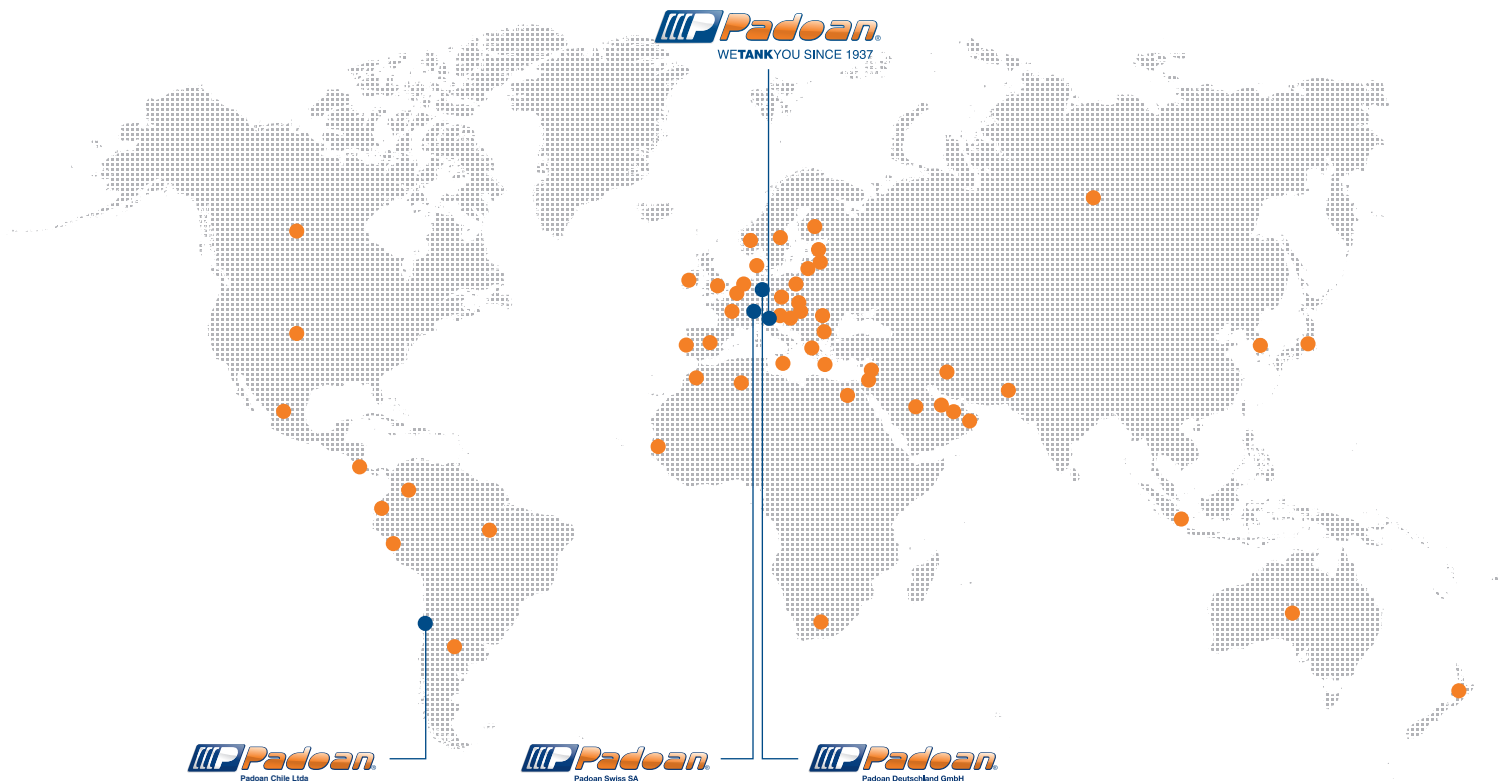 Padoan®
WETANKYOU SINCE 1937
Padoan®
Padoan Chile Ltda
Padoan®
Padoan Swiss SA
Padoan®
Padoan Deutschland GmbH